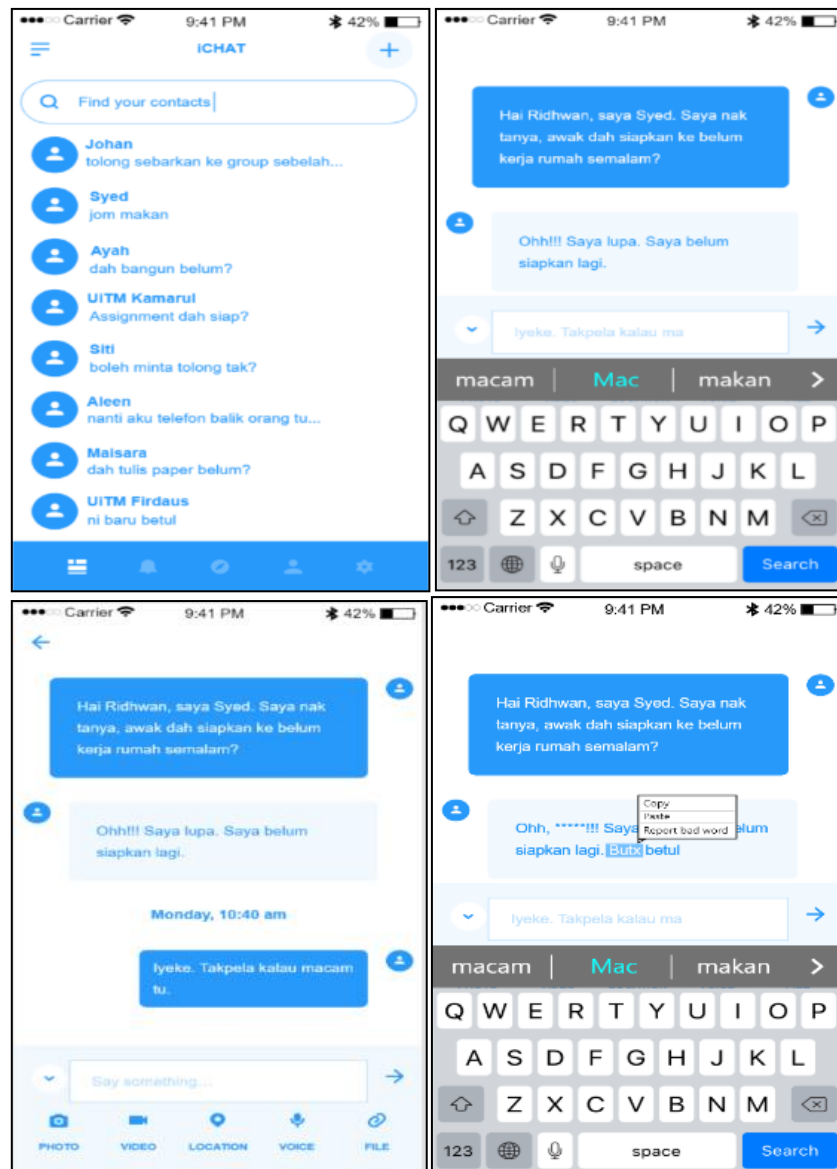 Carrier 9:41 PM 42%
iCHAT
Find your contacts
Johan
tolong sebarkan ke group sebelah...
Syed
jom makan
Ayah
dah bangun belum?
UiTM Kamarul
Assignment dah siap?
Siti
boleh minta tolong tak?
Aleen
nanti aku telefon balik orang tu...
Maisara
dah tulis paper belum?
UiTM Firdaus
ni baru betul
Carrier 9:41 PM 42%
Hai Ridhwan, saya Syed. Saya nak
tanya, awak dah siapkan ke belum
kerja rumah semalam?
Ohh!!! Saya lupa. Saya belum
siapkan lagi.
Iyeke. Takpela kalau ma
macam Mac makan >
Q W E R T Y U I O P
A S D F G H J K L
Z X C V B N M
123 space Search
Carrier 9:41 PM 42%
Hai Ridhwan, saya Syed. Saya nak
tanya, awak dah siapkan ke belum
kerja rumah semalam?
Ohh!!! Saya lupa. Saya belum
siapkan lagi.
Monday, 10:40 am
Iyeke. Takpela kalau macam
tu.
Say something...
PHOTO VIDEO LOCATION VOICE FILE
Carrier 9:41 PM 42%
Hai Ridhwan, saya Syed. Saya nak
tanya, awak dah siapkan ke belum
kerja rumah semalam?
Copy
Paste
Report bad word
Ohh, *****!!! Saya elum
siapkan lagi. Butx betul
Iyeke. Takpela kalau ma
macam Mac makan >
Q W E R T Y U I O P
A S D F G H J K L
Z X C V B N M
123 space Search